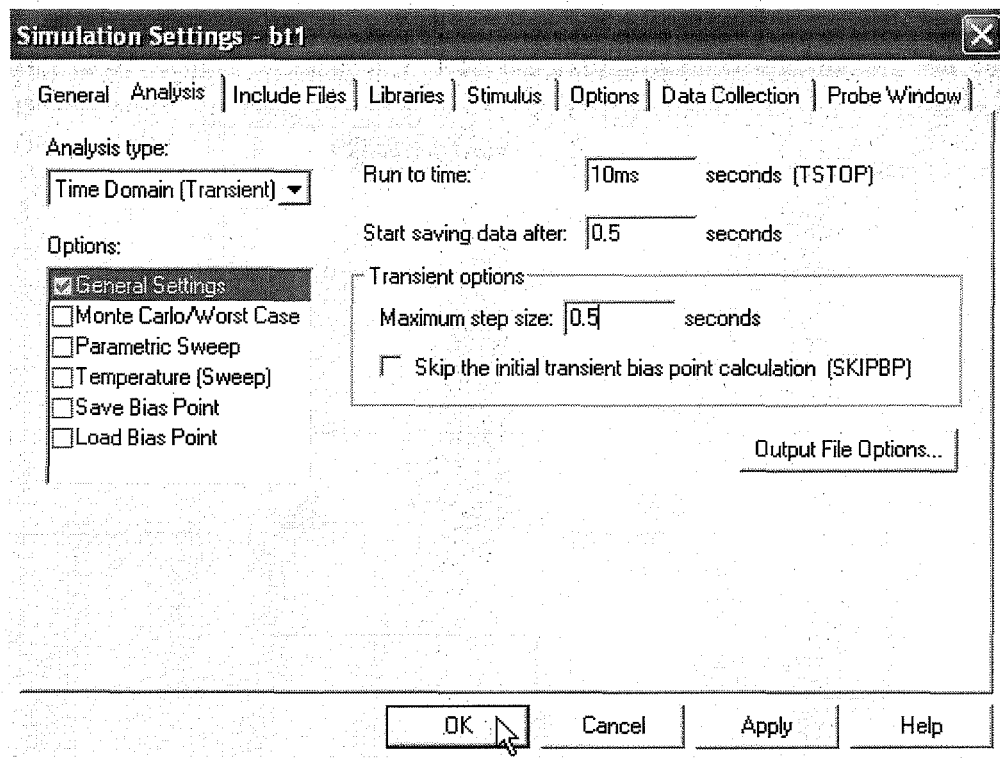 Simulation Settings - bt1
General Analysis Include Files Libraries Stimulus Options Data Collection Probe Window
Analysis type:
Time Domain (Transient)
Options:
General Settings
Monte Carlo/Worst Case
Parametric Sweep
Temperature (Sweep)
Save Bias Point
Load Bias Point
Run to time: 10ms seconds (TSTOP)
Start saving data after: 0.5 seconds
Transient options
Maximum step size: 0.5 seconds
Skip the initial transient bias point calculation (SKIPBP)
Output File Options...
OK Cancel Apply Help